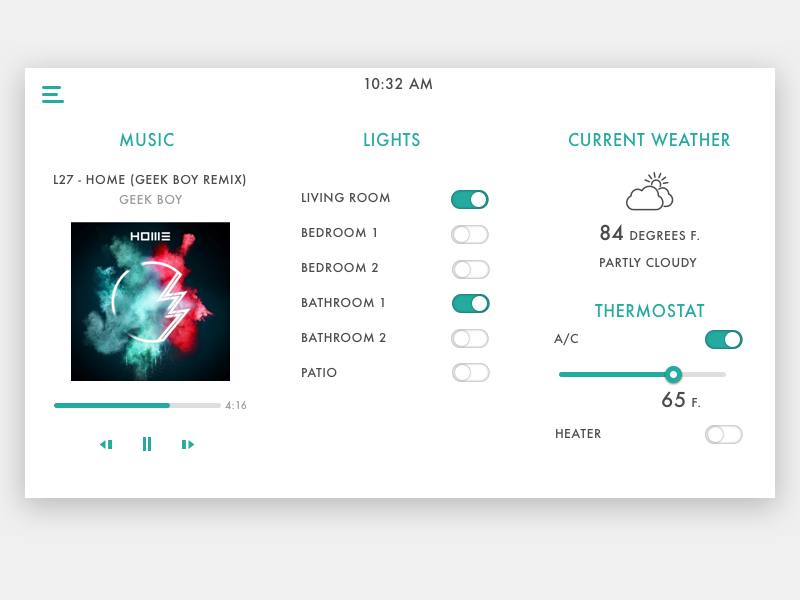 10:32 AM
MUSIC
L27 - HOME (GEEK BOY REMIX)
GEEK BOY
HOME
4:16
LIGHTS
LIVING ROOM
BEDROOM 1
BEDROOM 2
BATHROOM 1
BATHROOM 2
PATIO
CURRENT WEATHER
84 DEGREES F.
PARTLY CLOUDY
THERMOSTAT
A/C
65 F.
HEATER